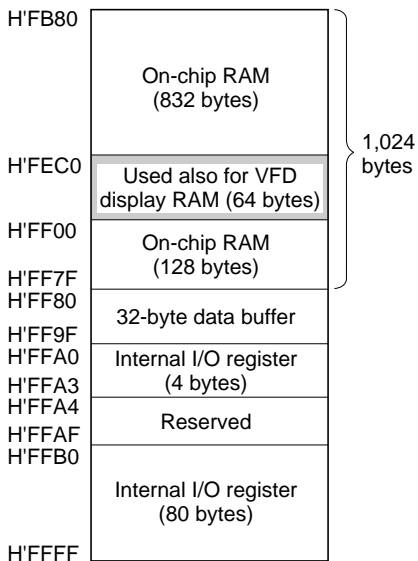 H'FB80
On-chip RAM
(832 bytes)
1,024
bytes
H'FEC0
Used also for VFD
display RAM (64 bytes)
H'FF00
On-chip RAM
(128 bytes)
H'FF7F
H'FF80
32-byte data buffer
H'FF9F
H'FFA0
Internal I/O register
(4 bytes)
H'FFA3
H'FFA4
Reserved
H'FFAF
H'FFB0
Internal I/O register
(80 bytes)
H'FFFF